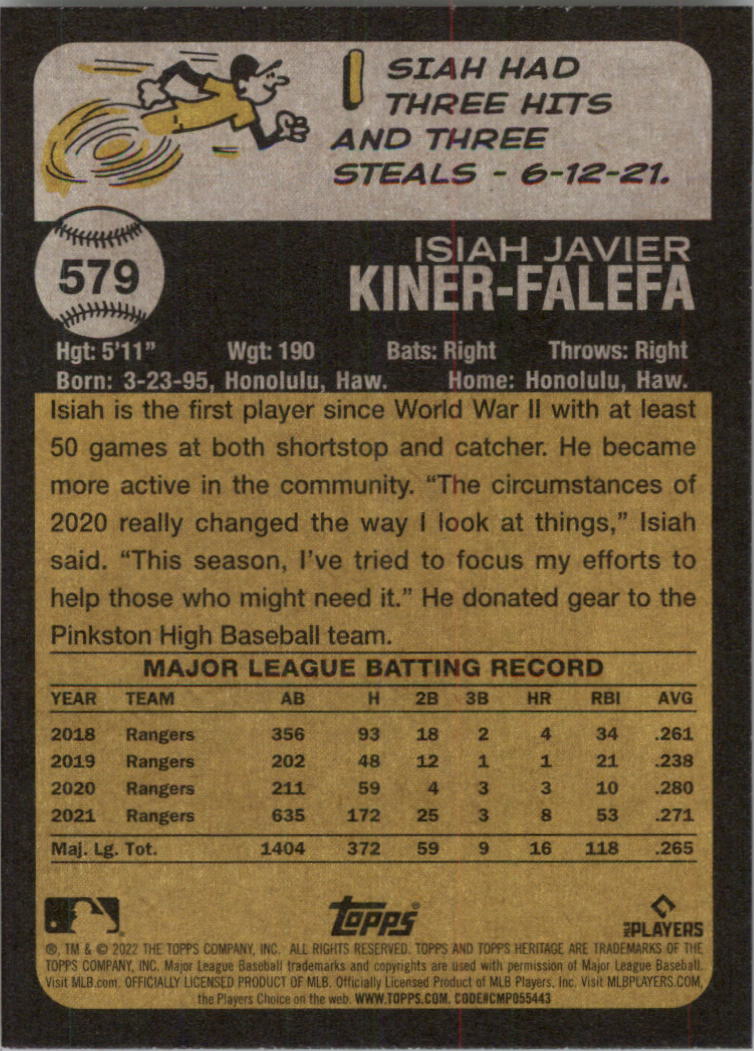 ISIAH HAD
THREE HITS
AND THREE
STEALS - 6-12-21.
579
ISIAH JAVIER
KINER-FALEFA
Hgt: 5'11" Wgt: 190 Bats: Right Throws: Right
Born: 3-23-95, Honolulu, Haw. Home: Honolulu, Haw.
Isiah is the first player since World War II with at least
50 games at both shortstop and catcher. He became
more active in the community. “The circumstances of
2020 really changed the way I look at things,” Isiah
said. “This season, I’ve tried to focus my efforts to
help those who might need it.” He donated gear to the
Pinkston High Baseball team.
MAJOR LEAGUE BATTING RECORD
YEAR TEAM AB H 2B 3B HR RBI AVG
2018 Rangers 356 93 18 2 4 34 .261
2019 Rangers 202 48 12 1 1 21 .238
2020 Rangers 211 59 4 3 3 10 .280
2021 Rangers 635 172 25 3 8 53 .271
Maj. Lg. Tot. 1404 372 59 9 16 118 .265
Topps® MLB PLAYERS
®, TM & © 2022 THE TOPPS COMPANY, INC. ALL RIGHTS RESERVED. TOPPS AND TOPPS HERITAGE ARE TRADEMARKS OF THE
TOPPS COMPANY, INC. Major League Baseball trademarks and copyrights are used with permission of Major League Baseball.
Visit MLB.com. OFFICIALLY LICENSED PRODUCT OF MLB. Officially Licensed Product of MLB Players, Inc. Visit MLBPLAYERS.COM,
the Players Choice on the web. WWW.TOPPS.COM. CODE#CMP055443